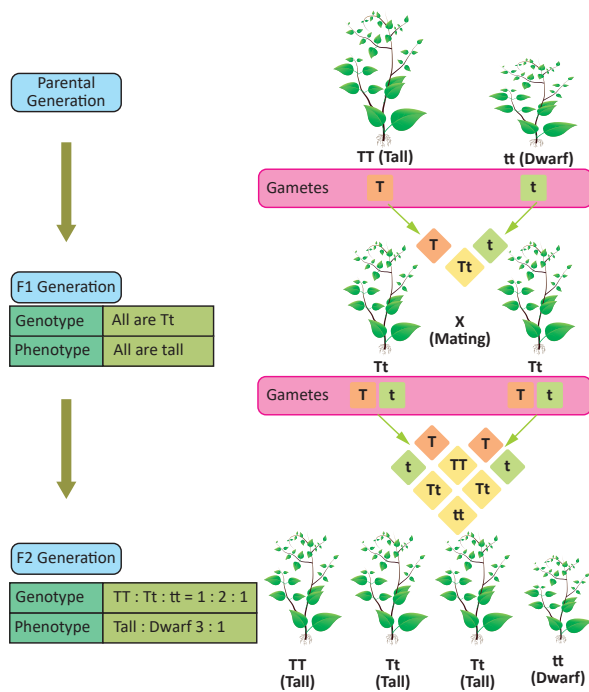 Parental
Generation
TT (Tall)
tt (Dwarf)
Gametes
T
t
T
t
Tt
F1 Generation
Genotype
All are Tt
Phenotype
All are tall
X
(Mating)
Tt
Tt
Gametes
T
t
T
t
T
T
t
TT
t
Tt
Tt
tt
F2 Generation
Genotype
TT : Tt : tt = 1 : 2 : 1
Phenotype
Tall : Dwarf 3 : 1
TT
(Tall)
Tt
(Tall)
Tt
(Tall)
tt
(Dwarf)